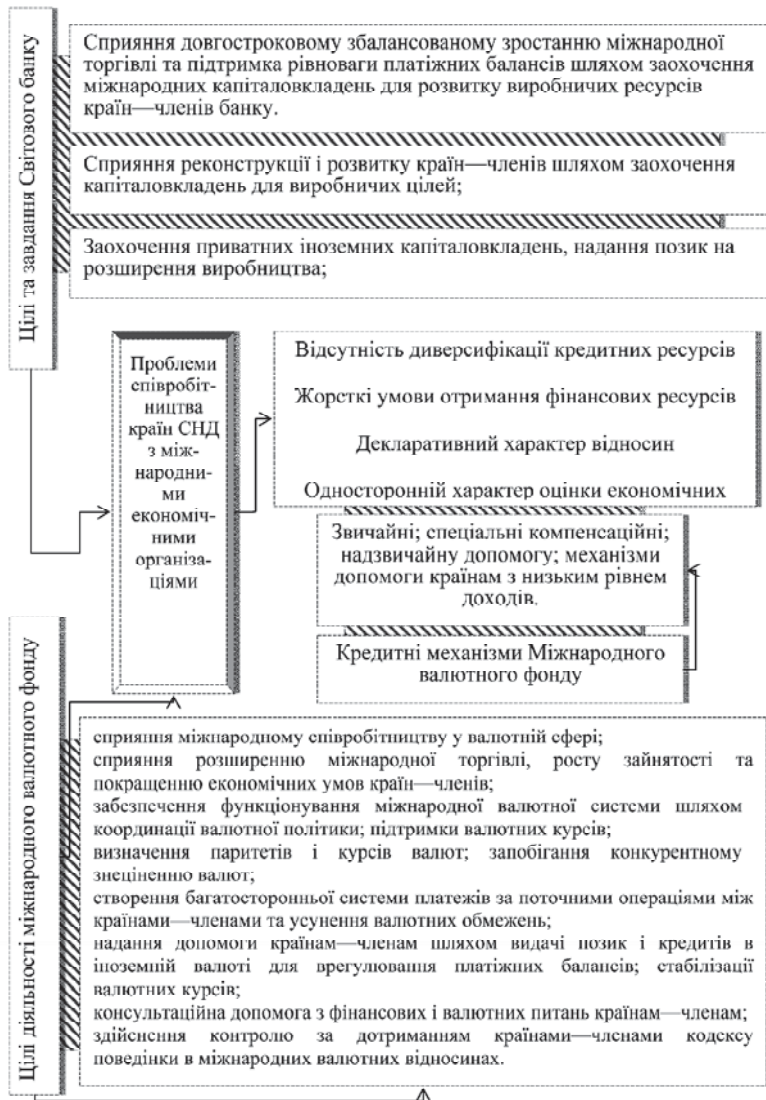 Цілі та завдання Світового банку
Сприяння довгостроковому збалансованому зростанню міжнародної
торгівлі та підтримка рівноваги платіжних балансів шляхом заохочення
міжнародних капіталовкладень для розвитку виробничих ресурсів
країн—членів банку.
Сприяння реконструкції і розвитку країн—членів шляхом заохочення
капіталовкладень для виробничих цілей;
Заохочення приватних іноземних капіталовкладень, надання позик на
розширення виробництва;
Проблеми
співробіт-
ництва
країн СНД
з між-
народни-
ми
економіч-
ними
організа-
ціями
Відсутність диверсифікації кредитних ресурсів
Жорсткі умови отримання фінансових ресурсів
Декларативний характер відносин
Односторонній характер оцінки економічних
Звичайні; спеціальні компенсаційні;
надзвичайну допомогу; механізми
допомоги країнам з низьким рівнем
доходів.
Кредитні механізми Міжнародного
валютного фонду
Цілі діяльності міжнародного валютного фонду
сприяння міжнародному співробітництву у валютній сфері;
сприяння розширенню міжнародної торгівлі, росту зайнятості та
покращенню економічних умов країн—членів;
забезпечення функціонування міжнародної валютної системи шляхом
координації валютної політики; підтримки валютних курсів;
визначення паритетів і курсів валют; запобігання конкурентному
знеціненню валют;
створення багатосторонньої системи платежів за поточними операціями між
країнами—членами та усунення валютних обмежень;
надання допомоги країнам—членам шляхом видачі позик і кредитів в
іноземній валюті для врегулювання платіжних балансів; стабілізації
валютних курсів;
консультаційна допомога з фінансових і валютних питань країнам—членам;
здійснення контролю за дотриманням країнами—членами кодексу
поведінки в міжнародних валютних відносинах.